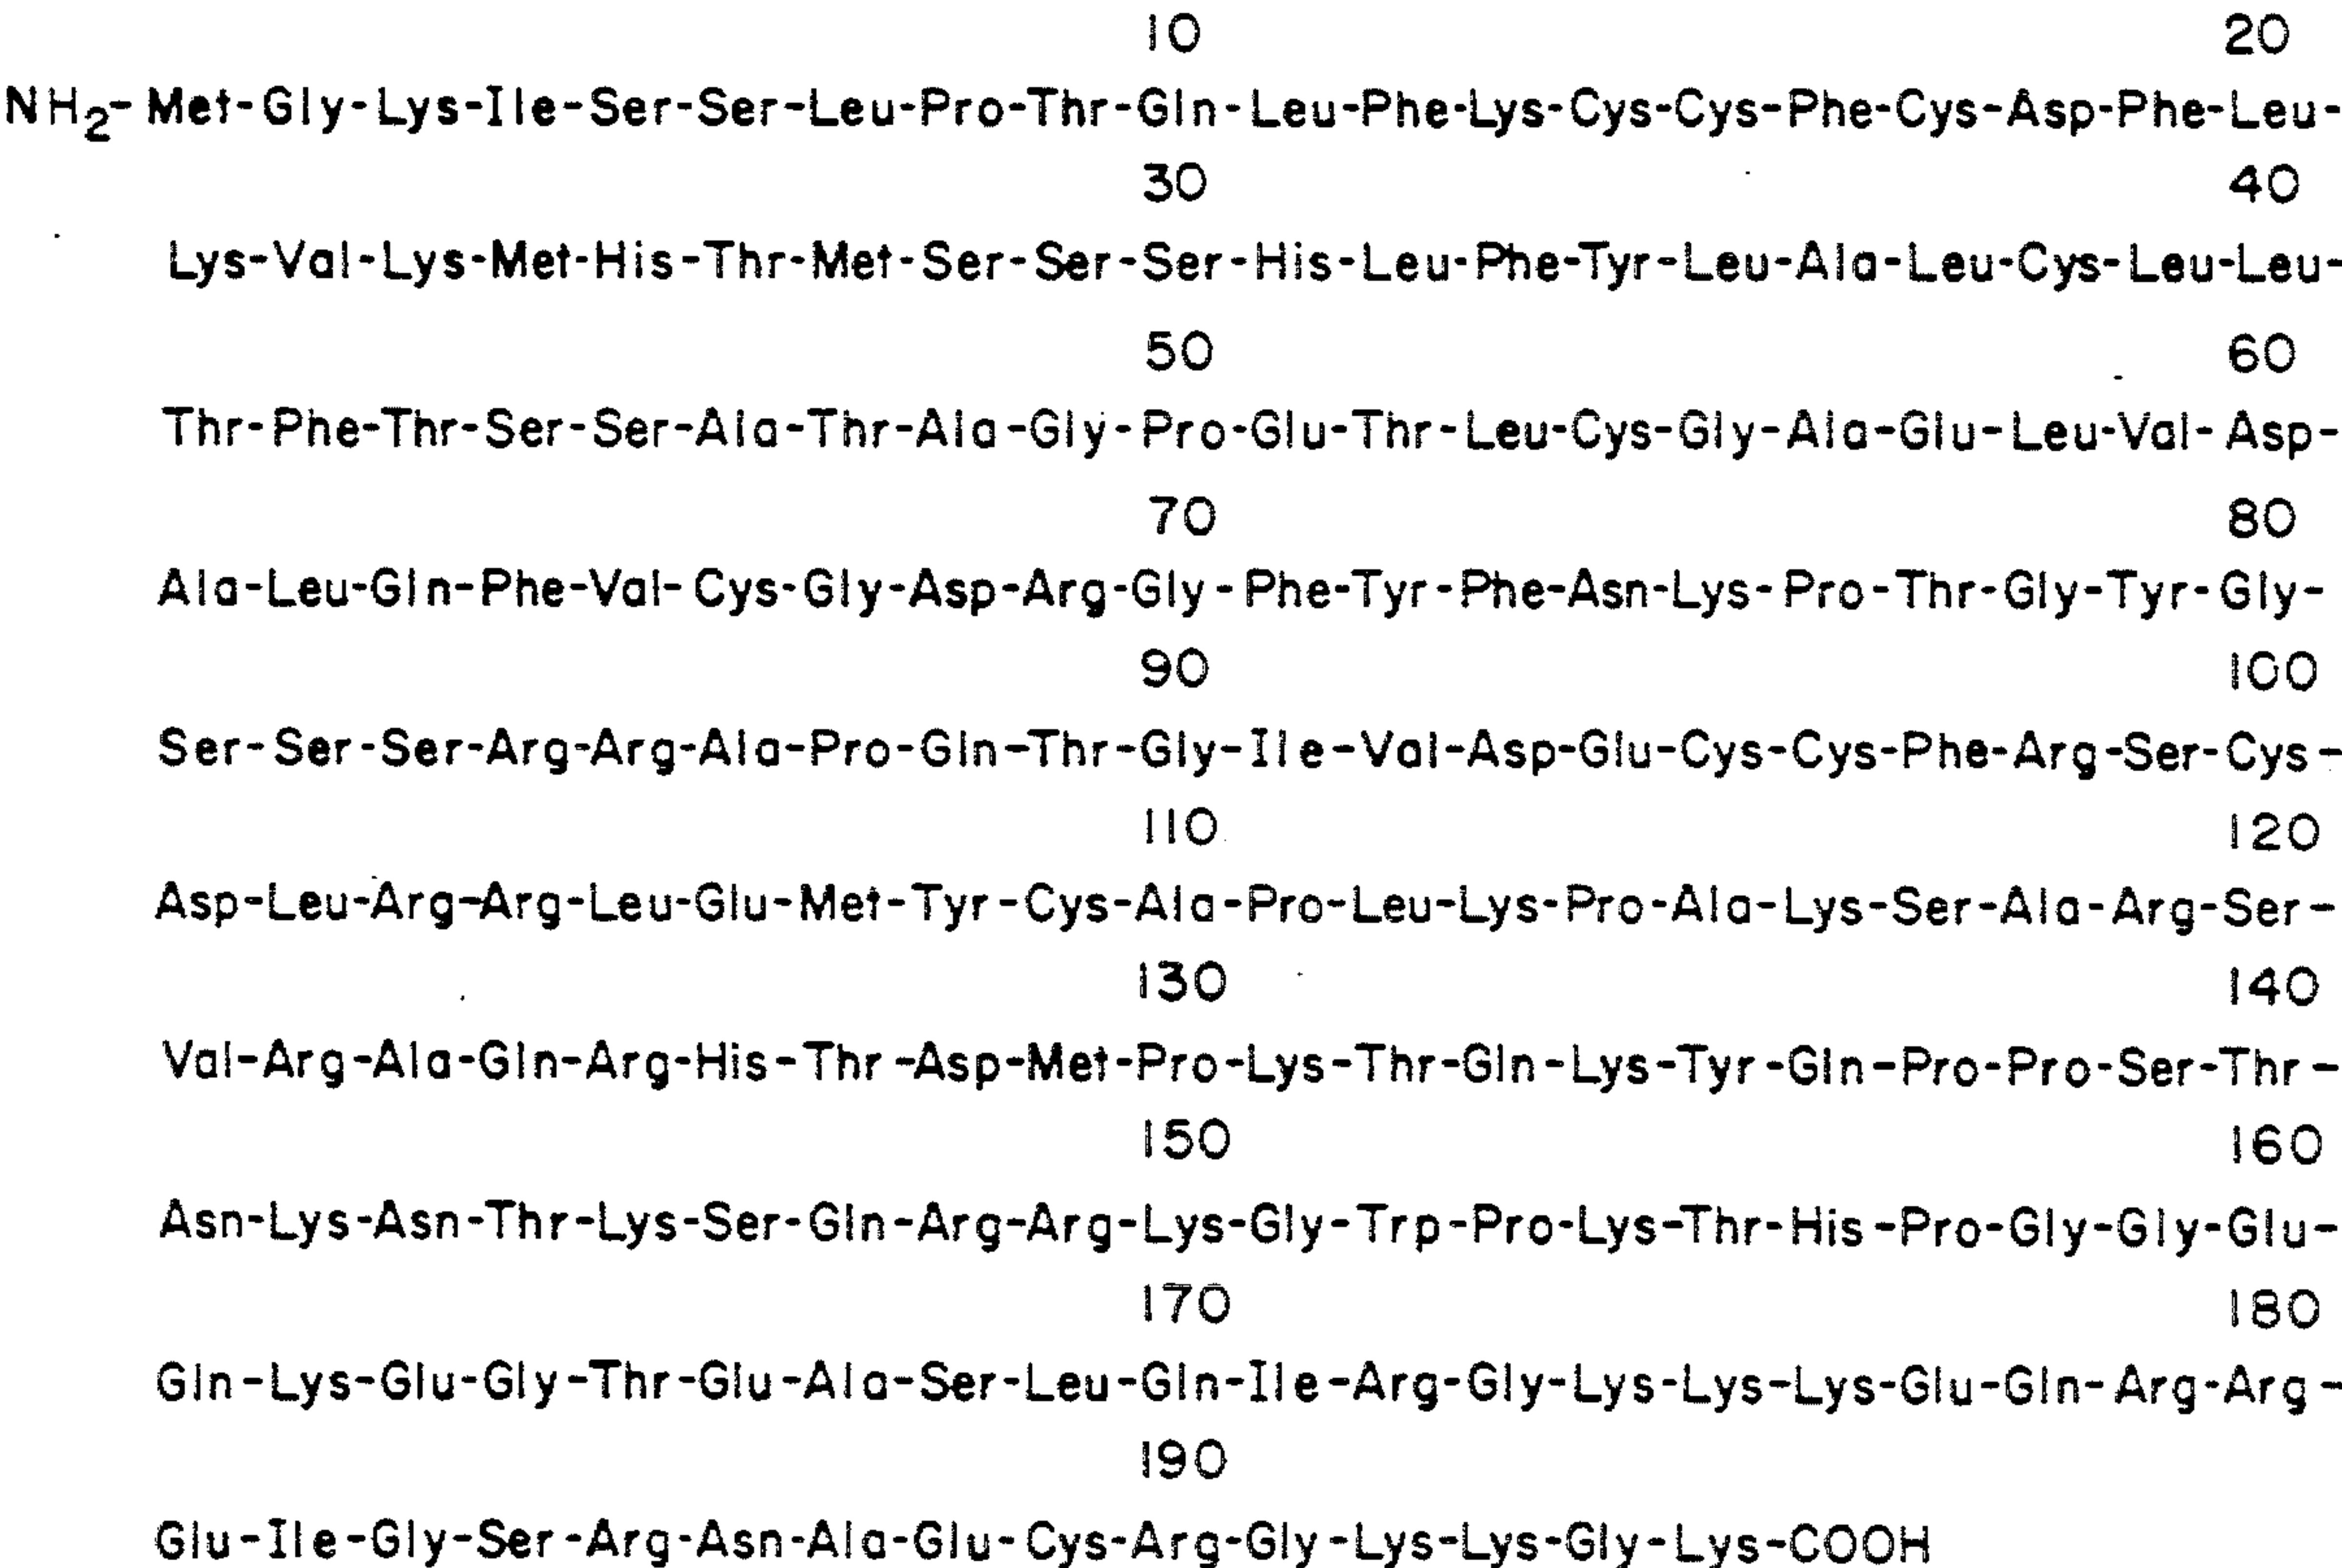 10 20
NH2- Met-Gly-Lys-Ile-Ser-Ser-Leu-Pro-Thr-Gln-Leu-Phe-Lys-Cys-Cys-Phe-Cys-Asp-Phe-Leu-
30 40
Lys-Val-Lys-Met-His-Thr-Met-Ser-Ser-Ser-His-Leu-Phe-Tyr-Leu-Ala-Leu-Cys-Leu-Leu-
50 60
Thr-Phe-Thr-Ser-Ser-Ala-Thr-Ala-Gly-Pro-Glu-Thr-Leu-Cys-Gly-Ala-Glu-Leu-Val-Asp-
70 80
Ala-Leu-Gln-Phe-Val-Cys-Gly-Asp-Arg-Gly-Phe-Tyr-Phe-Asn-Lys-Pro-Thr-Gly-Tyr-Gly-
90 100
Ser-Ser-Ser-Arg-Arg-Ala-Pro-Gln-Thr-Gly-Ile-Val-Asp-Glu-Cys-Cys-Phe-Arg-Ser-Cys-
110 120
Asp-Leu-Arg-Arg-Leu-Glu-Met-Tyr-Cys-Ala-Pro-Leu-Lys-Pro-Ala-Lys-Ser-Ala-Arg-Ser-
130 140
Val-Arg-Ala-Gln-Arg-His-Thr-Asp-Met-Pro-Lys-Thr-Gln-Lys-Tyr-Gln-Pro-Pro-Ser-Thr-
150 160
Asn-Lys-Asn-Thr-Lys-Ser-Gln-Arg-Arg-Lys-Gly-Trp-Pro-Lys-Thr-His-Pro-Gly-Gly-Glu-
170 180
Gln-Lys-Glu-Gly-Thr-Glu-Ala-Ser-Leu-Gln-Ile-Arg-Gly-Lys-Lys-Lys-Glu-Gln-Arg-Arg-
190
Glu-Ile-Gly-Ser-Arg-Asn-Ala-Glu-Cys-Arg-Gly-Lys-Lys-Gly-Lys-COOH